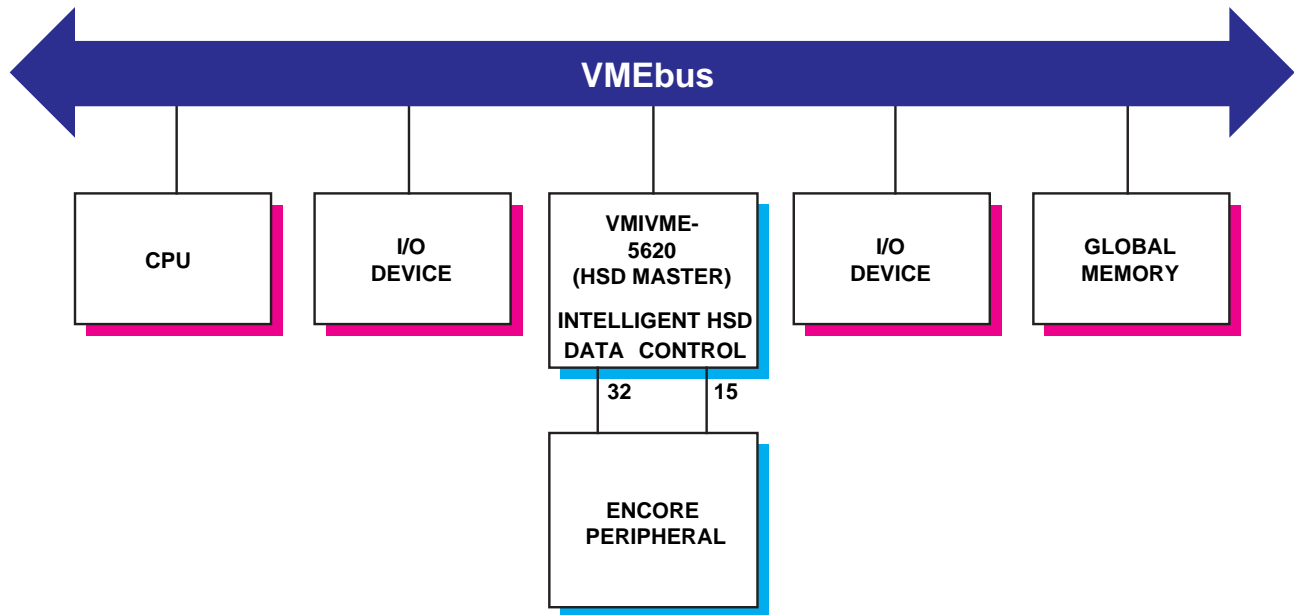 VMEbus
CPU
I/O
DEVICE
VMIVME-
5620
(HSD MASTER)
INTELLIGENT HSD
DATA CONTROL
I/O
DEVICE
GLOBAL
MEMORY
32 15
ENCORE
PERIPHERAL